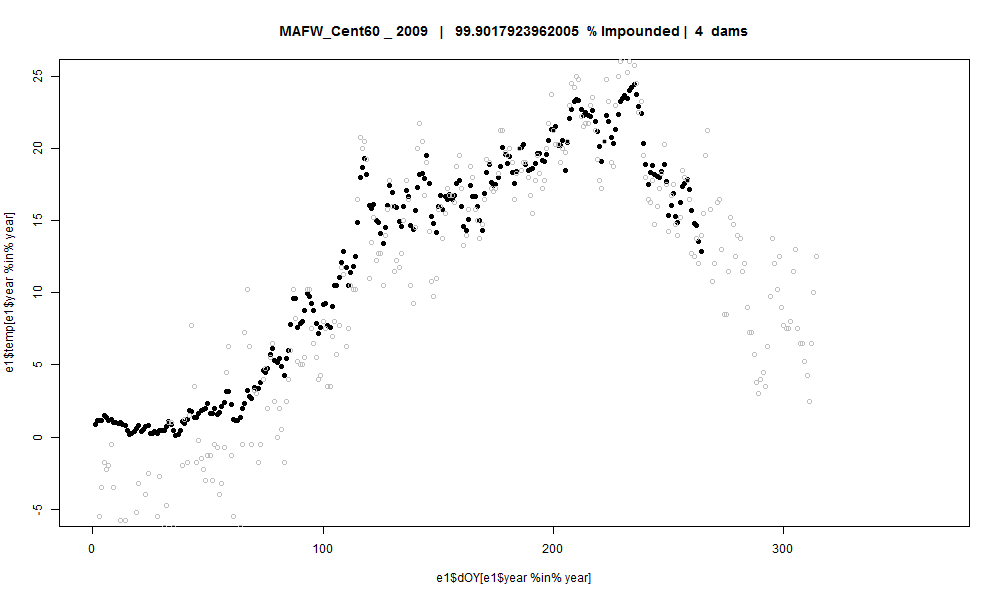 MAFW_Cent60 _ 2009 | 99.9017923962005 % Impounded | 4 dams
e1$temp[e1$year %in% year]
25
20
15
10
5
0
-5
0 100 200 300
e1$dOY[e1$year %in% year]